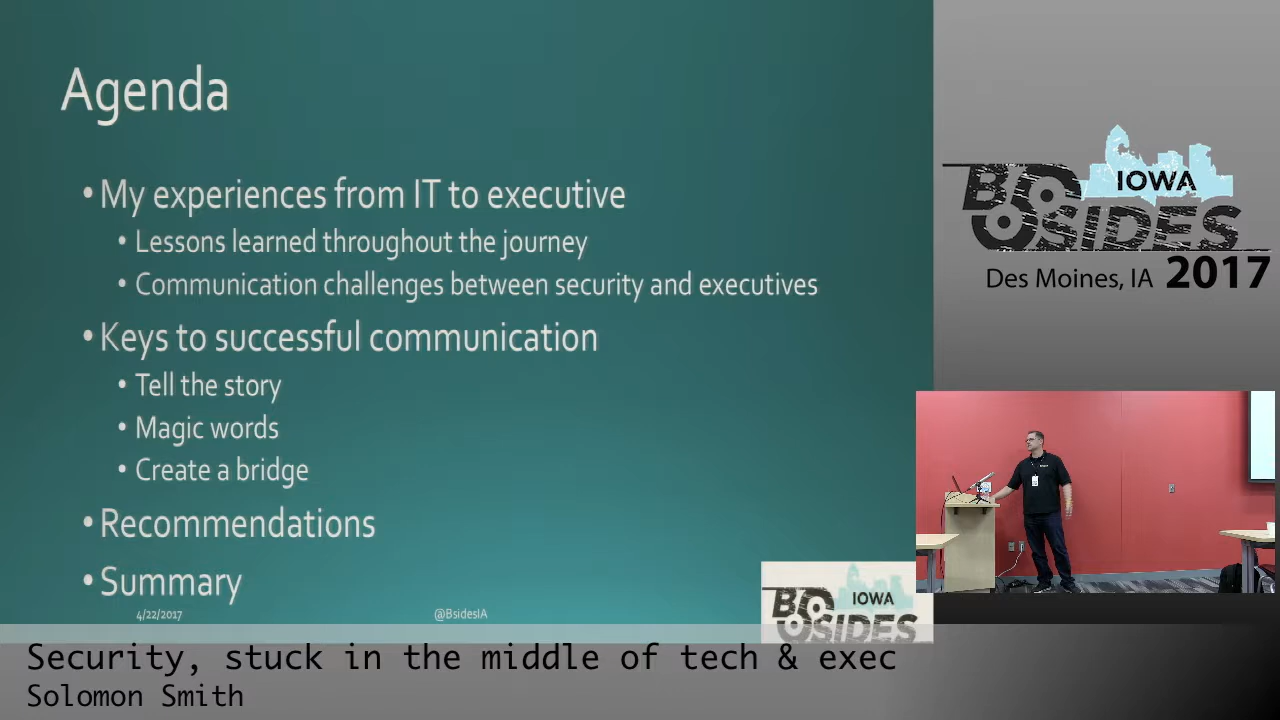 Agenda
• My experiences from IT to executive
• Lessons learned throughout the journey
• Communication challenges between security and executives
• Keys to successful communication
• Tell the story
• Magic words
• Create a bridge
• Recommendations
• Summary
4/22/2017
@BsidesIA
IOWA
BSIDES
IOWA
BSIDES
Des Moines, IA 2017
Security, stuck in the middle of tech & exec
Solomon Smith